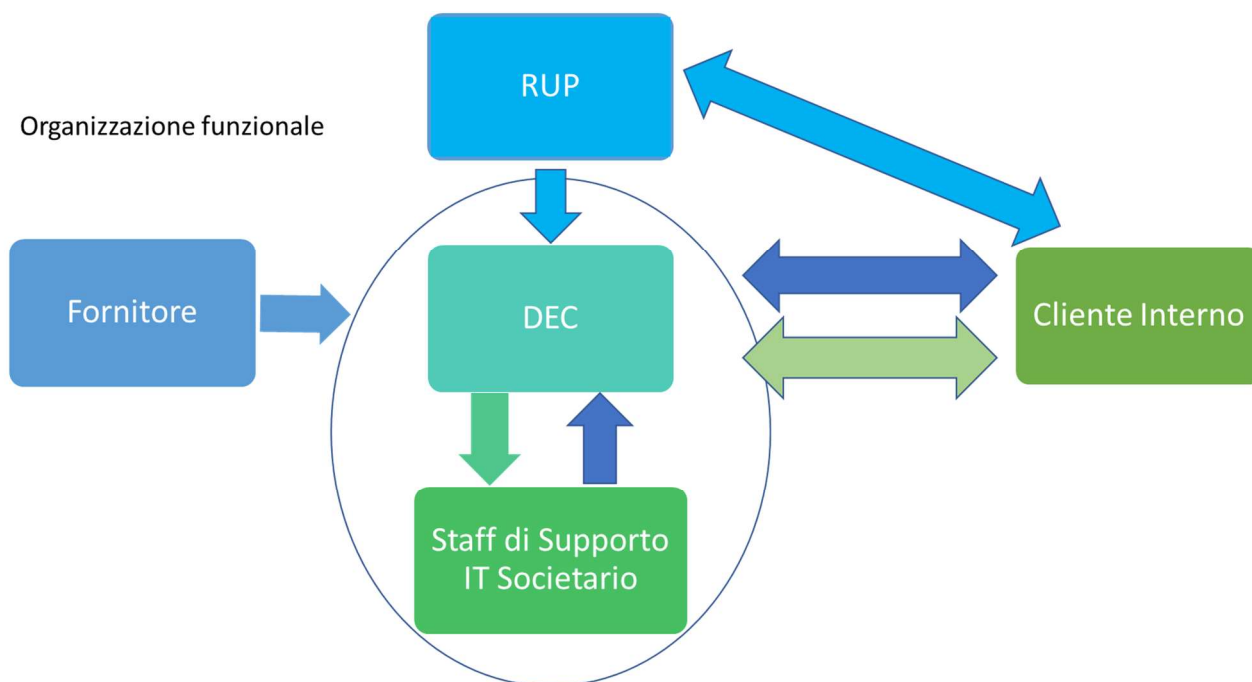 RUP
Organizzazione funzionale
Fornitore
DEC
Cliente Interno
Staff di Supporto
IT Societario